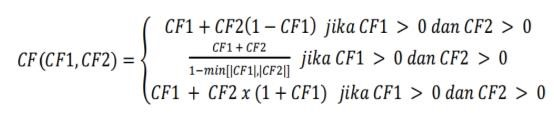 CF1 + CF2(1 − CF1) jika CF1 > 0 dan CF2 > 0
CF(CF1, CF2) = { CF1 + CF2 / 1−min[|CF1|,|CF2|] jika CF1 > 0 dan CF2 > 0
CF1 + CF2 x (1 + CF1) jika CF1 > 0 dan CF2 > 0